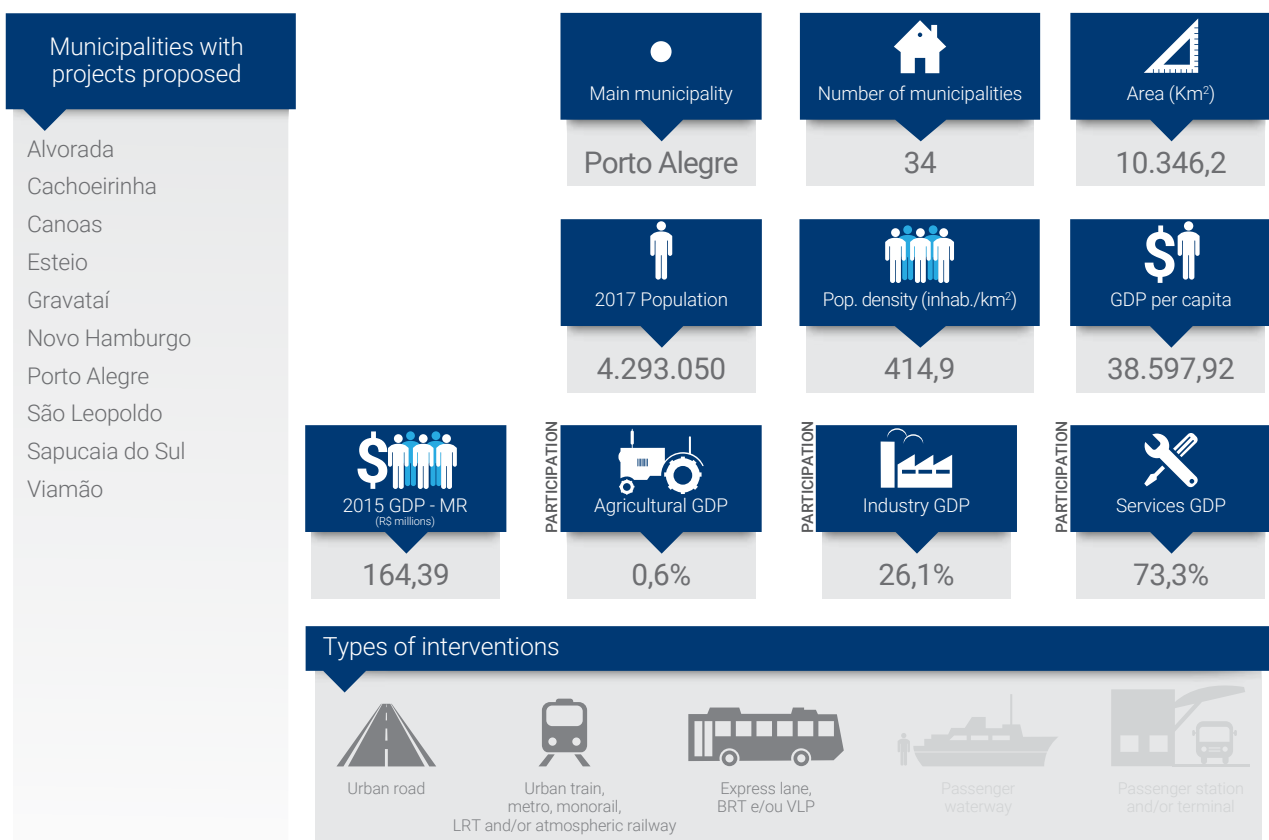 Municipalities with
projects proposed
Alvorada
Cachoeirinha
Canoas
Esteio
Gravataí
Novo Hamburgo
Porto Alegre
São Leopoldo
Sapucaia do Sul
Viamão
Main municipality
Porto Alegre
Number of municipalities
34
Area (Km²)
10.346,2
2017 Population
4.293.050
Pop. density (inhab./km²)
414,9
$
GDP per capita
38.597,92
$
2015 GDP - MR
(R$ millions)
164,39
PARTICIPATION
Agricultural GDP
0,6%
PARTICIPATION
Industry GDP
26,1%
PARTICIPATION
Services GDP
73,3%
Types of interventions
Urban road
Urban train,
metro, monorail,
LRT and/or atmospheric railway
Express lane,
BRT e/ou VLP
Passenger
waterway
Passenger station
and/or terminal